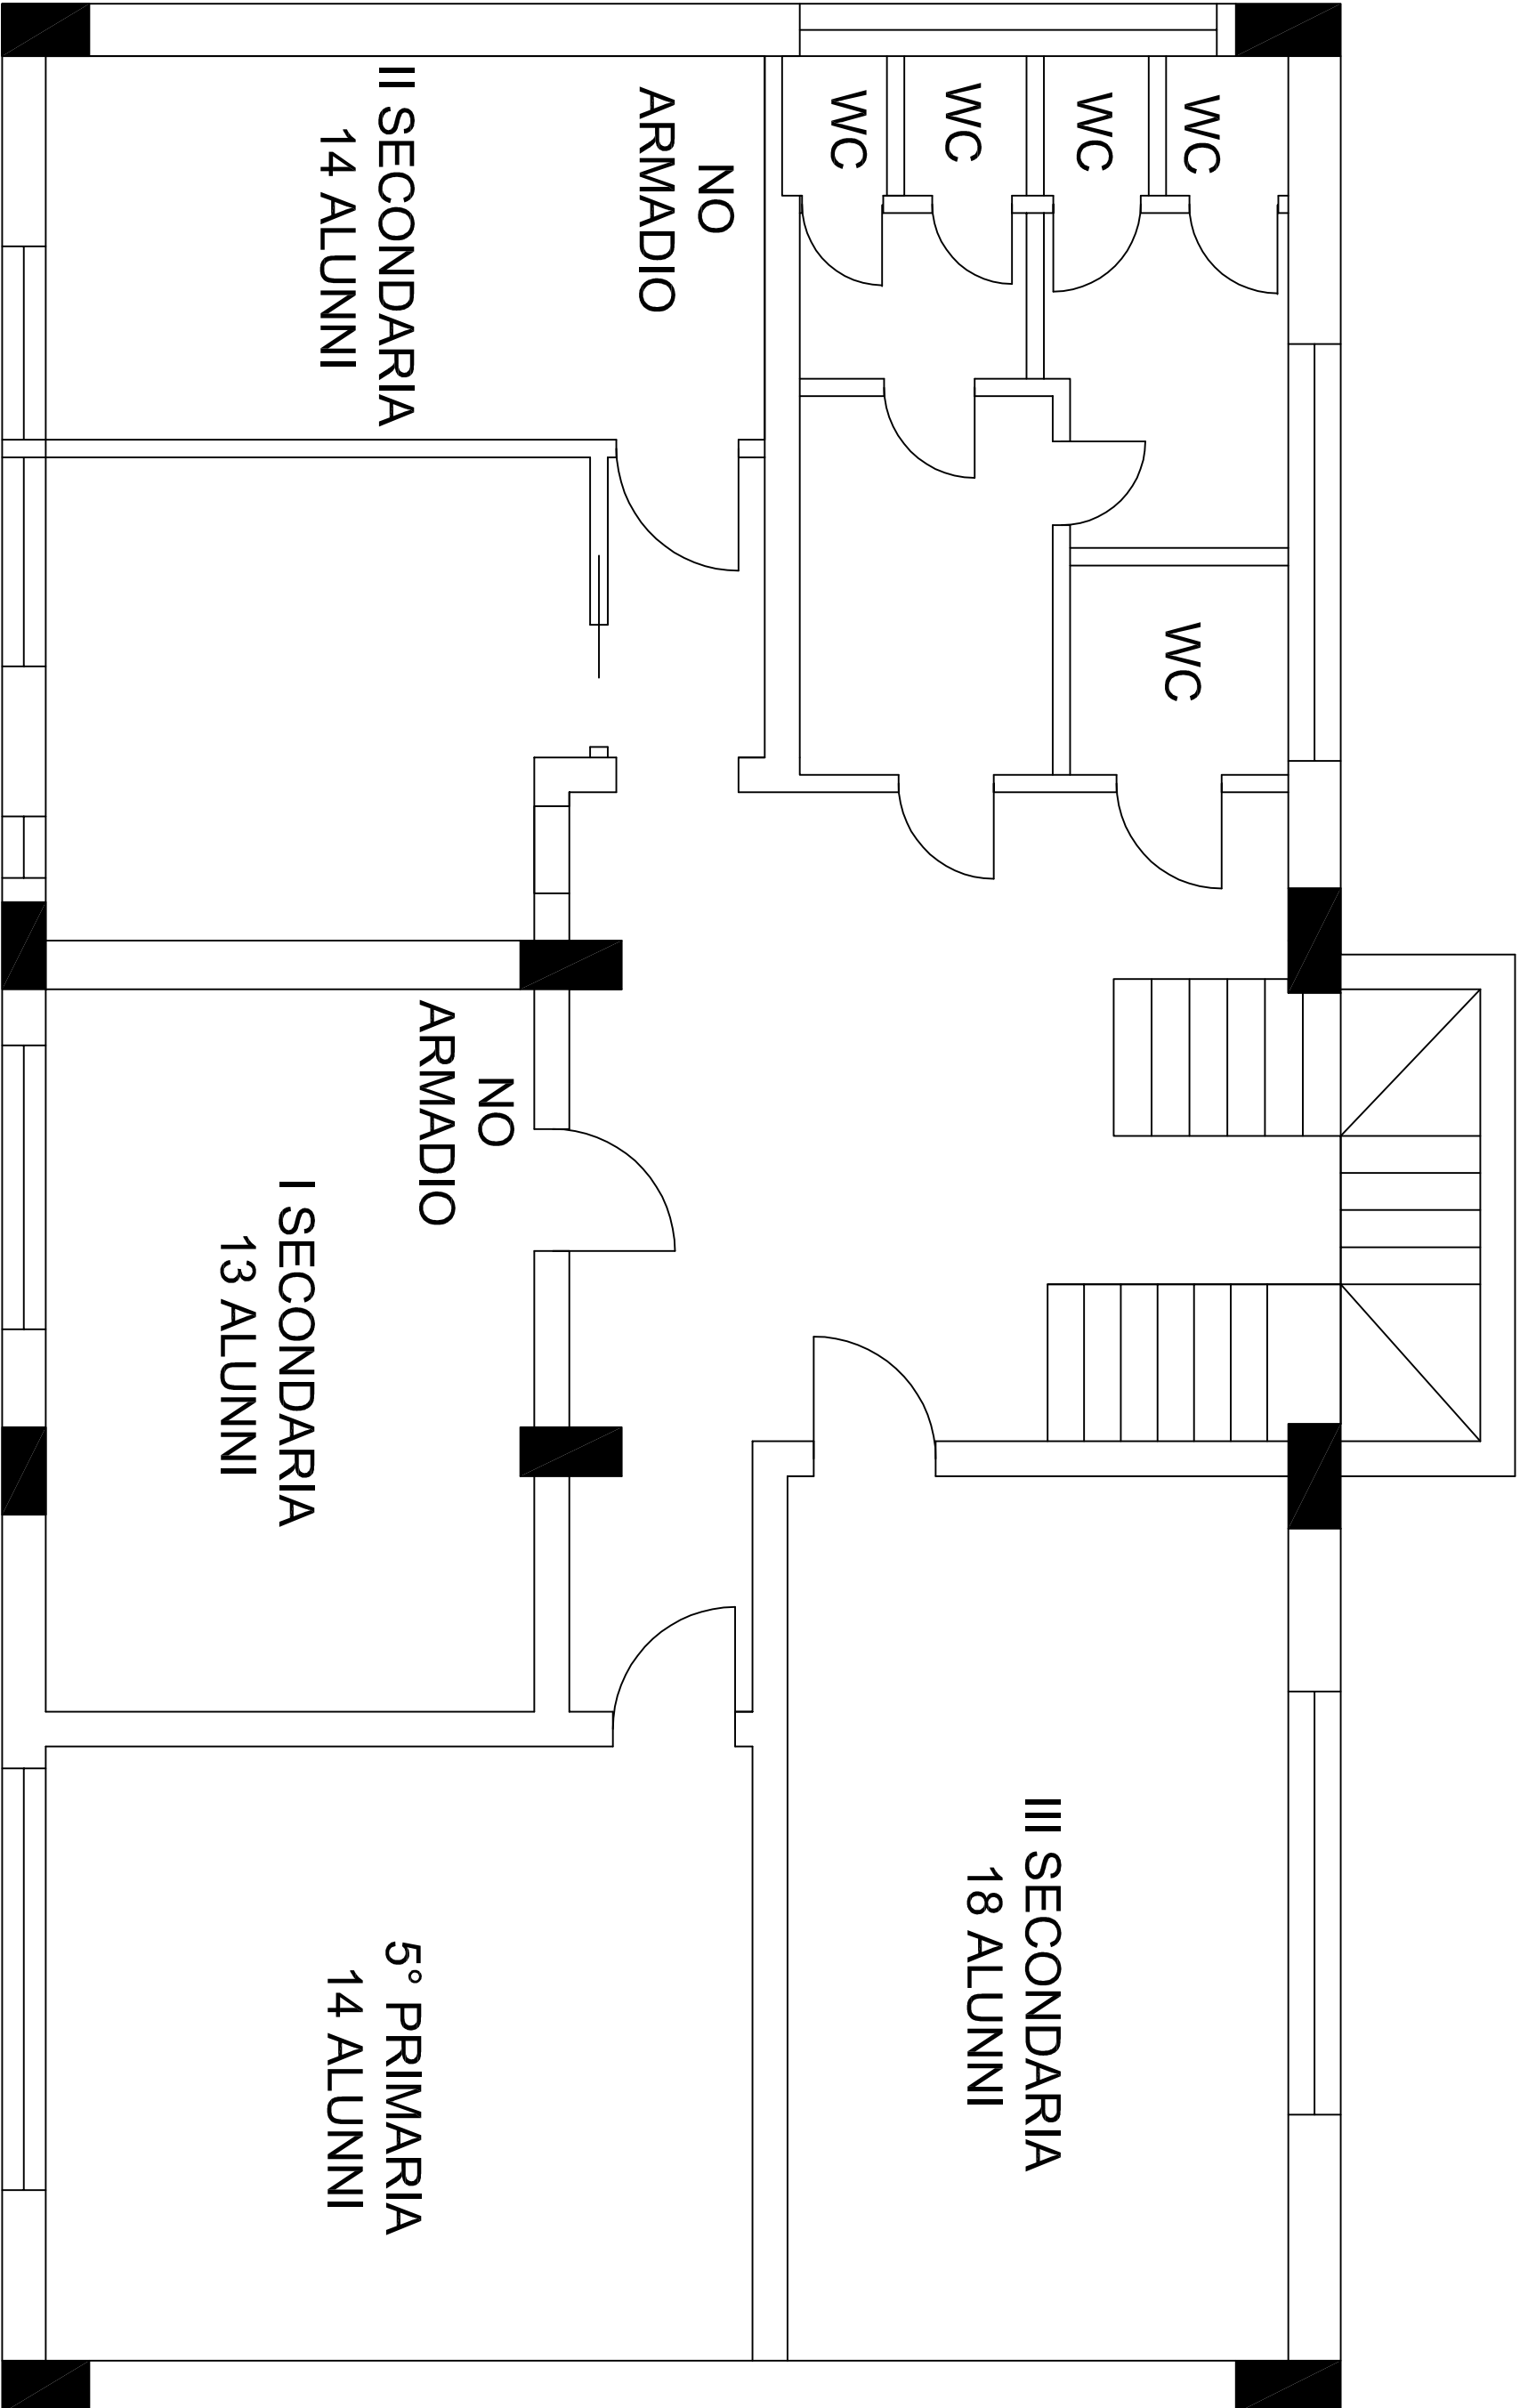 WC
WC
WC
WC
NO
ARMADIO
II SECONDARIA
14 ALUNNI
WC
NO
ARMADIO
I SECONDARIA
13 ALUNNI
III SECONDARIA
18 ALUNNI
5° PRIMARIA
14 ALUNNI